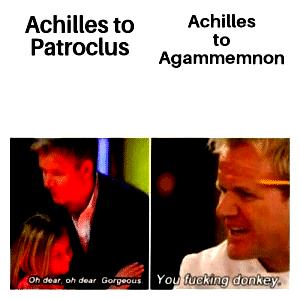 Achilles to
Patroclus
Achilles
to
Agammemnon
Oh dear, oh dear. Gorgeous.
You fucking donkey.